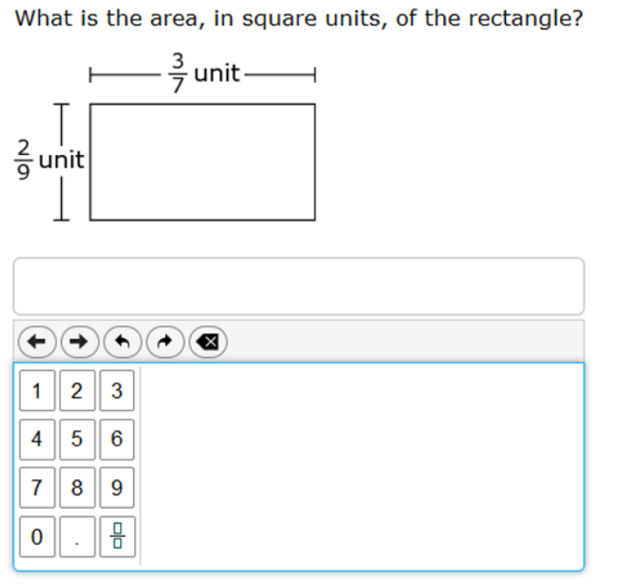 What is the area, in square units, of the rectangle?
3/7 unit
2/9 unit
1 2 3
4 5 6
7 8 9
0 .